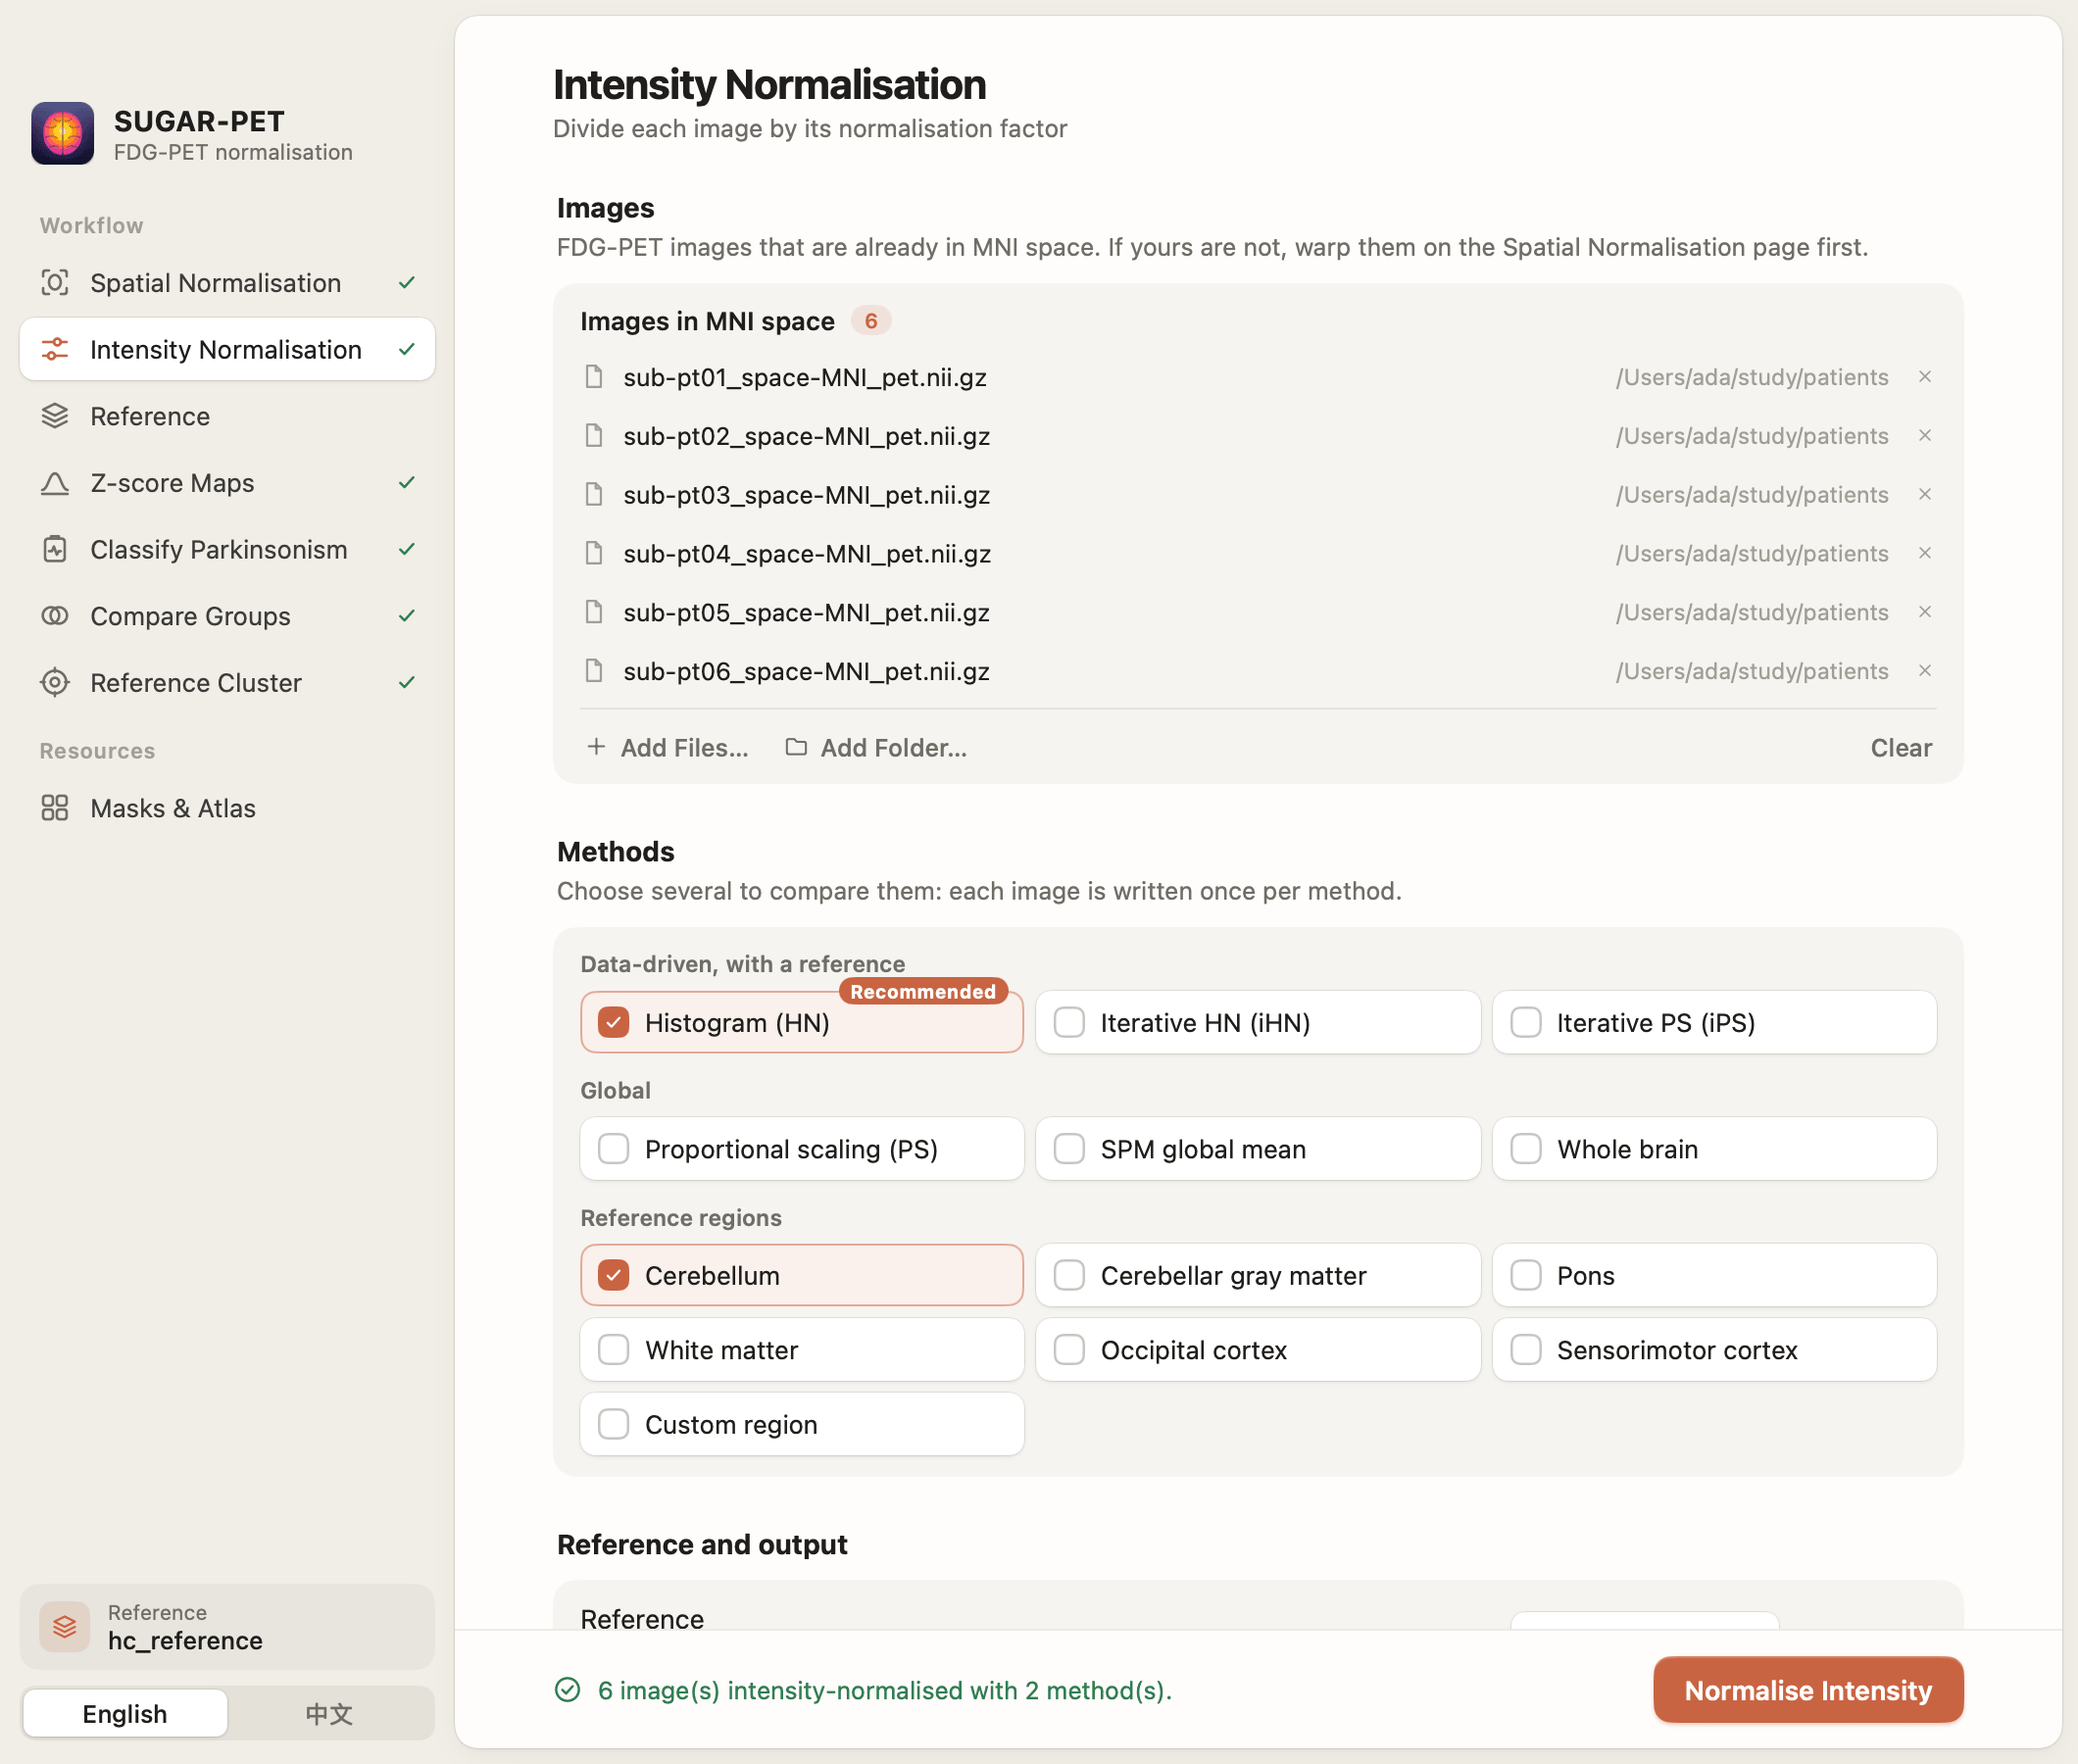 SUGAR-PET
FDG-PET normalisation
Workflow
Spatial Normalisation
Intensity Normalisation
Reference
Z-score Maps
Classify Parkinsonism
Compare Groups
Reference Cluster
Resources
Masks & Atlas
Reference
hc_reference
English
中文
Intensity Normalisation
Divide each image by its normalisation factor
Images
FDG-PET images that are already in MNI space. If yours are not, warp them on the Spatial Normalisation page first.
Images in MNI space 6
sub-pt01_space-MNI_pet.nii.gz /Users/ada/study/patients ×
sub-pt02_space-MNI_pet.nii.gz /Users/ada/study/patients ×
sub-pt03_space-MNI_pet.nii.gz /Users/ada/study/patients ×
sub-pt04_space-MNI_pet.nii.gz /Users/ada/study/patients ×
sub-pt05_space-MNI_pet.nii.gz /Users/ada/study/patients ×
sub-pt06_space-MNI_pet.nii.gz /Users/ada/study/patients ×
+ Add Files... Add Folder... Clear
Methods
Choose several to compare them: each image is written once per method.
Data-driven, with a reference
Recommended
Histogram (HN) Iterative HN (iHN) Iterative PS (iPS)
Global
Proportional scaling (PS) SPM global mean Whole brain
Reference regions
Cerebellum Cerebellar gray matter Pons
White matter Occipital cortex Sensorimotor cortex
Custom region
Reference and output
Reference
6 image(s) intensity-normalised with 2 method(s).
Normalise Intensity